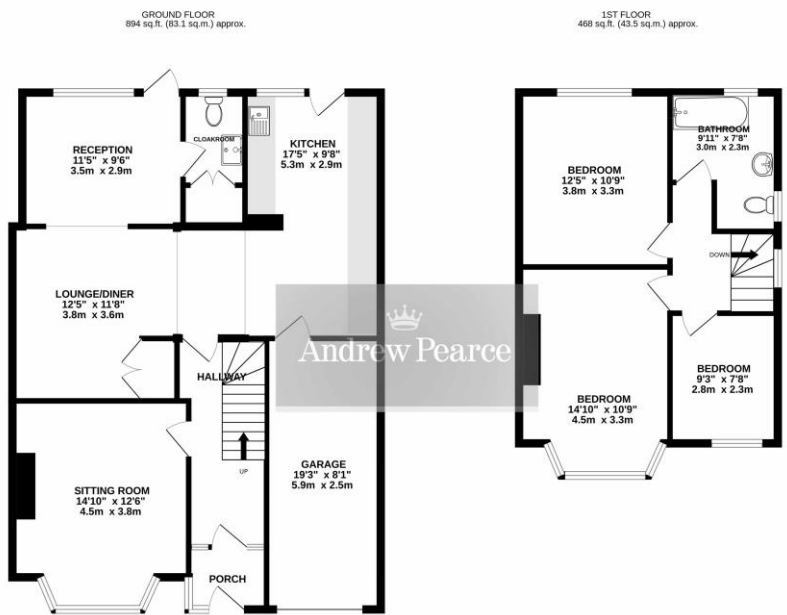 GROUND FLOOR
894 sq.ft. (83.1 sq.m.) approx.
1ST FLOOR
468 sq.ft. (43.5 sq.m.) approx.
RECEPTION
11'5" x 9'6"
3.5m x 2.9m
CLOAKROOM
KITCHEN
17'5" x 9'8"
5.3m x 2.9m
LOUNGE/DINER
12'5" x 11'8"
3.8m x 3.6m
HALLWAY
UP
SITTING ROOM
14'10" x 12'6"
4.5m x 3.8m
GARAGE
19'3" x 8'1"
5.9m x 2.5m
PORCH
Andrew Pearce
BEDROOM
12'5" x 10'9"
3.8m x 3.3m
BATHROOM
9'11" x 7'8"
3.0m x 2.3m
DOWN
BEDROOM
14'10" x 10'9"
4.5m x 3.3m
BEDROOM
9'3" x 7'8"
2.8m x 2.3m